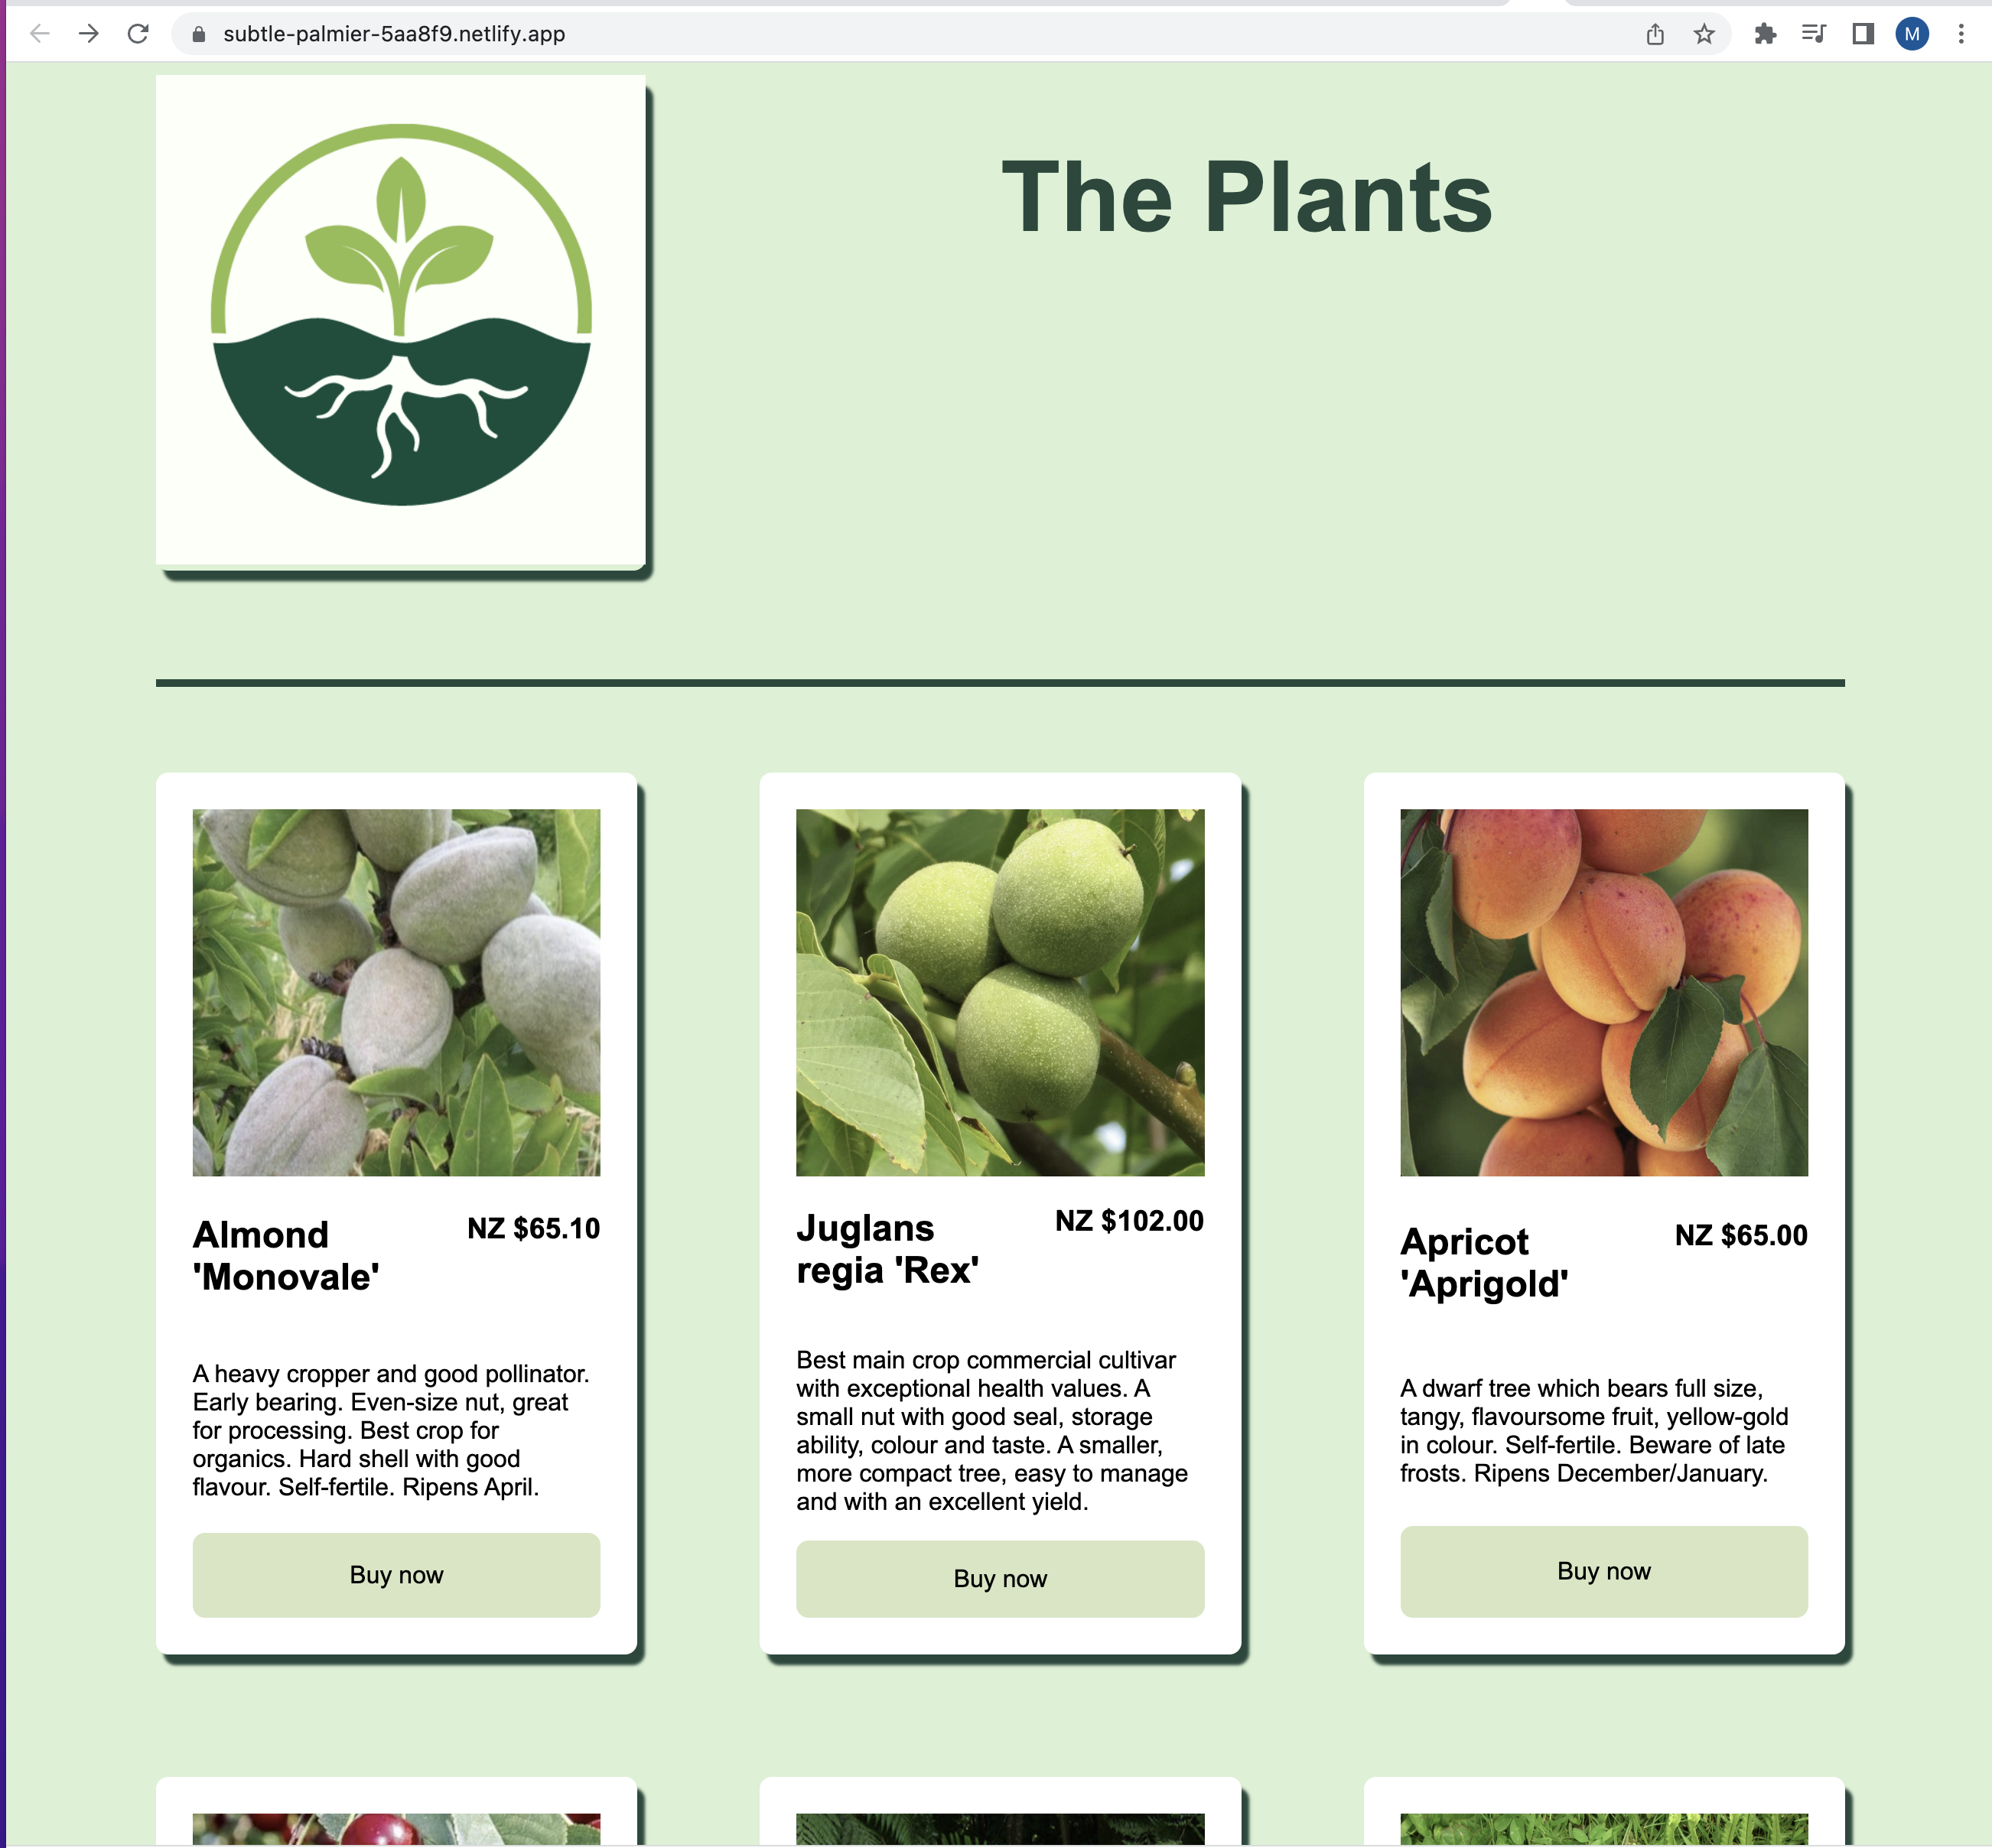 subtle-palmier-5aa8f9.netlify.app
M
The Plants
Almond
'Monovale'
NZ $65.10
A heavy cropper and good pollinator.
Early bearing. Even-size nut, great
for processing. Best crop for
organics. Hard shell with good
flavour. Self-fertile. Ripens April.
Buy now
Juglans
regia 'Rex'
NZ $102.00
Best main crop commercial cultivar
with exceptional health values. A
small nut with good seal, storage
ability, colour and taste. A smaller,
more compact tree, easy to manage
and with an excellent yield.
Buy now
Apricot
'Aprigold'
NZ $65.00
A dwarf tree which bears full size,
tangy, flavoursome fruit, yellow-gold
in colour. Self-fertile. Beware of late
frosts. Ripens December/January.
Buy now